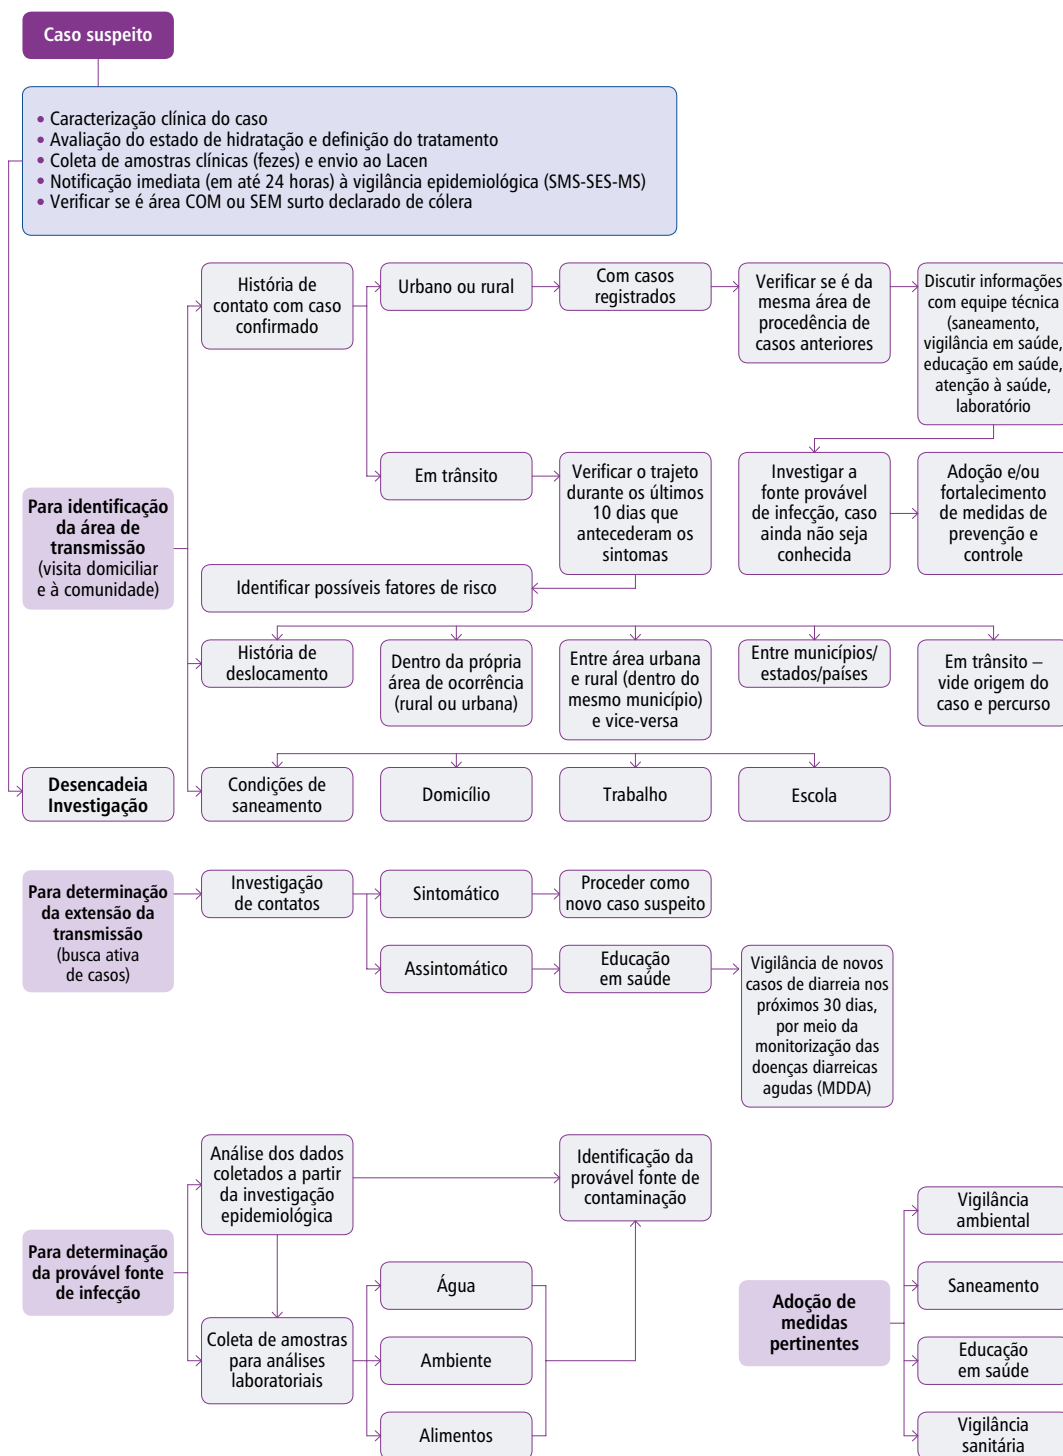 Caso suspeito
• Caracterização clínica do caso
• Avaliação do estado de hidratação e definição do tratamento
• Coleta de amostras clínicas (fezes) e envio ao Lacen
• Notificação imediata (em até 24 horas) à vigilância epidemiológica (SMS-SES-MS)
• Verificar se é área COM ou SEM surto declarado de cólera
Para identificação
da área de
transmissão
(visita domiciliar
e à comunidade)
História de
contato com caso
confirmado
Urbano ou rural
Com casos
registrados
Verificar se é da
mesma área de
procedência de
casos anteriores
Discutir informações
com equipe técnica
(saneamento,
vigilância em saúde,
educação em saúde,
atenção à saúde,
laboratório
Em trânsito
Verificar o trajeto
durante os últimos
10 dias que
antecederam os
sintomas
Investigar a
fonte provável
de infecção, caso
ainda não seja
conhecida
Adoção e/ou
fortalecimento
de medidas de
prevenção e
controle
Identificar possíveis fatores de risco
História de
deslocamento
Dentro da própria
área de ocorrência
(rural ou urbana)
Entre área urbana
e rural (dentro do
mesmo município)
e vice-versa
Entre municípios/
estados/países
Em trânsito –
vide origem do
caso e percurso
Desencadeia
Investigação
Condições de
saneamento
Domicílio
Trabalho
Escola
Para determinação
da extensão da
transmissão
(busca ativa
de casos)
Investigação
de contatos
Sintomático
Proceder como
novo caso suspeito
Assintomático
Educação
em saúde
Vigilância de novos
casos de diarreia nos
próximos 30 dias,
por meio da
monitorização das
doenças diarreicas
agudas (MDDA)
Para determinação
da provável fonte
de infecção
Análise dos dados
coletados a partir
da investigação
epidemiológica
Identificação da
provável fonte de
contaminação
Coleta de amostras
para análises
laboratoriais
Água
Ambiente
Alimentos
Adoção de
medidas
pertinentes
Vigilância
ambiental
Saneamento
Educação
em saúde
Vigilância
sanitária